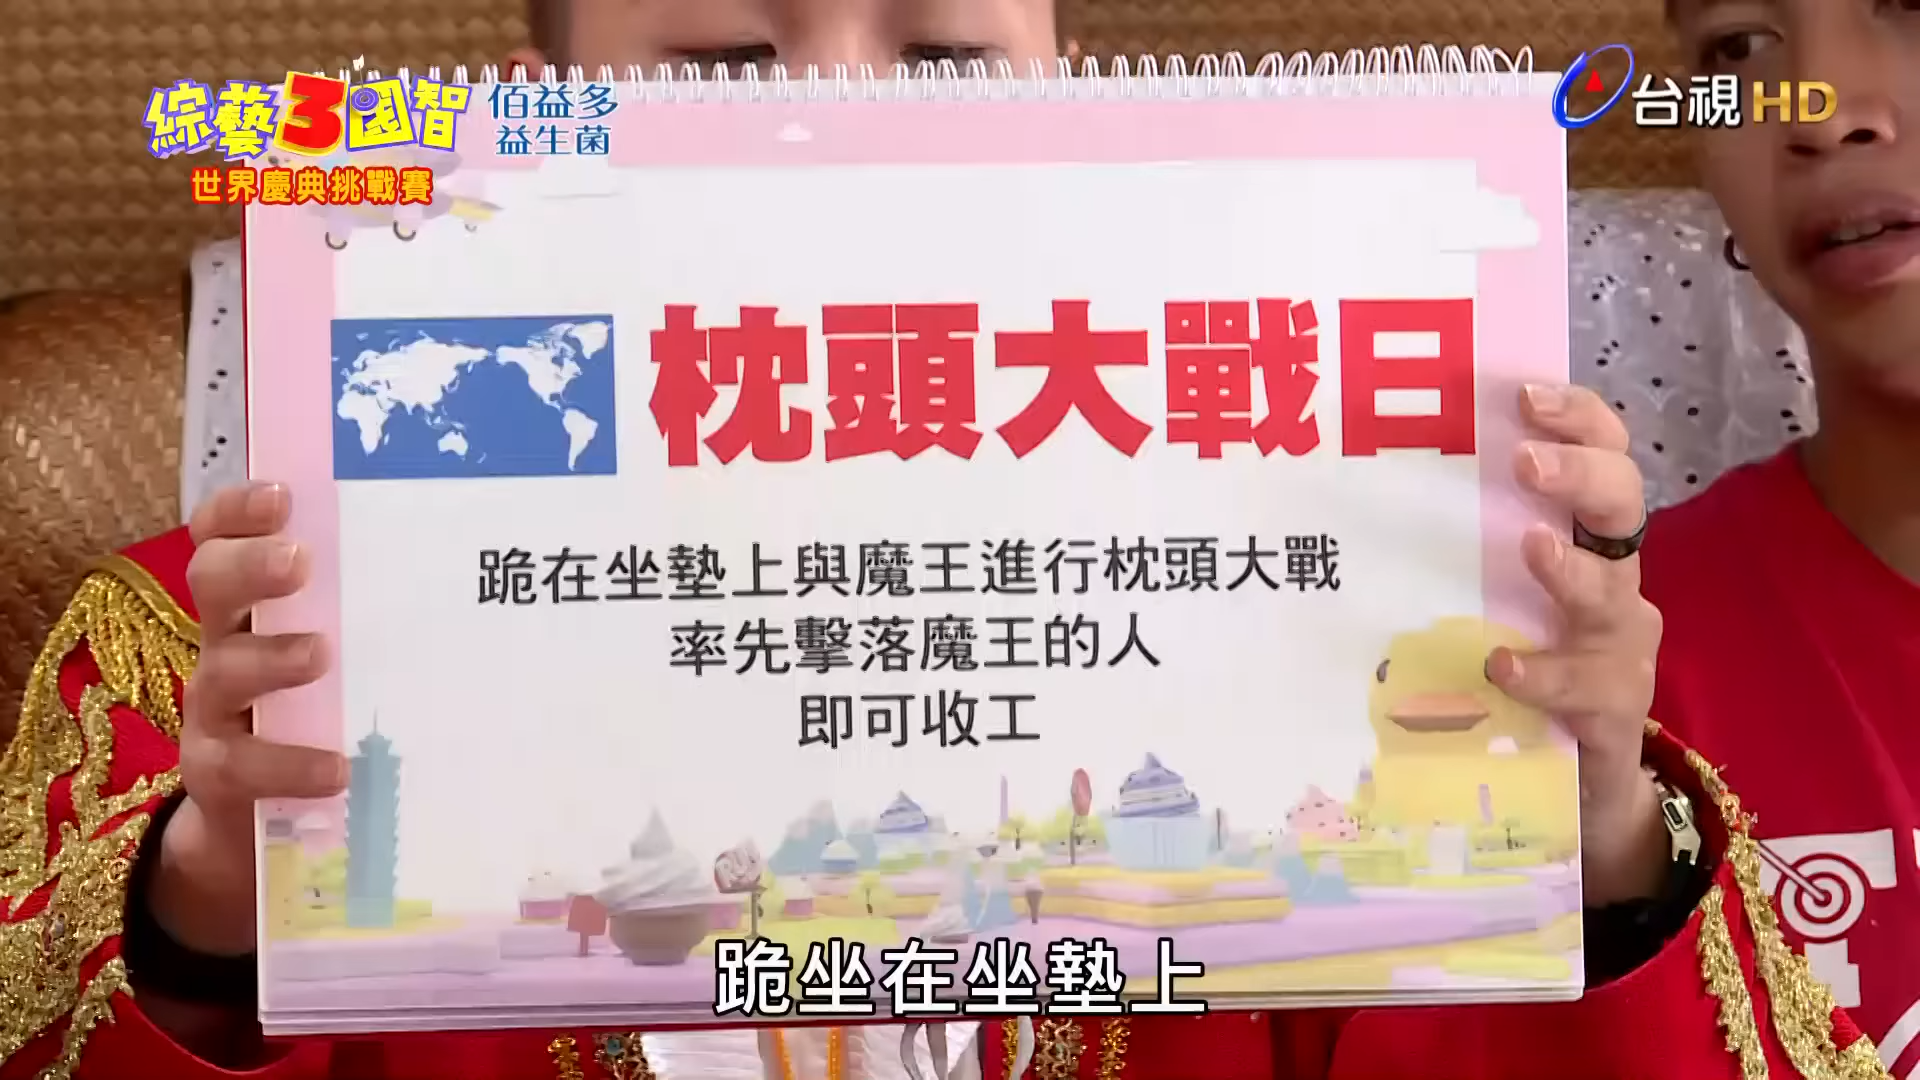 綜藝3國智
世界慶典挑戰賽
佰益多
益生菌
台視HD
枕頭大戰日
跪在坐墊上與魔王進行枕頭大戰
率先擊落魔王的人
即可收工
跪坐在坐墊上